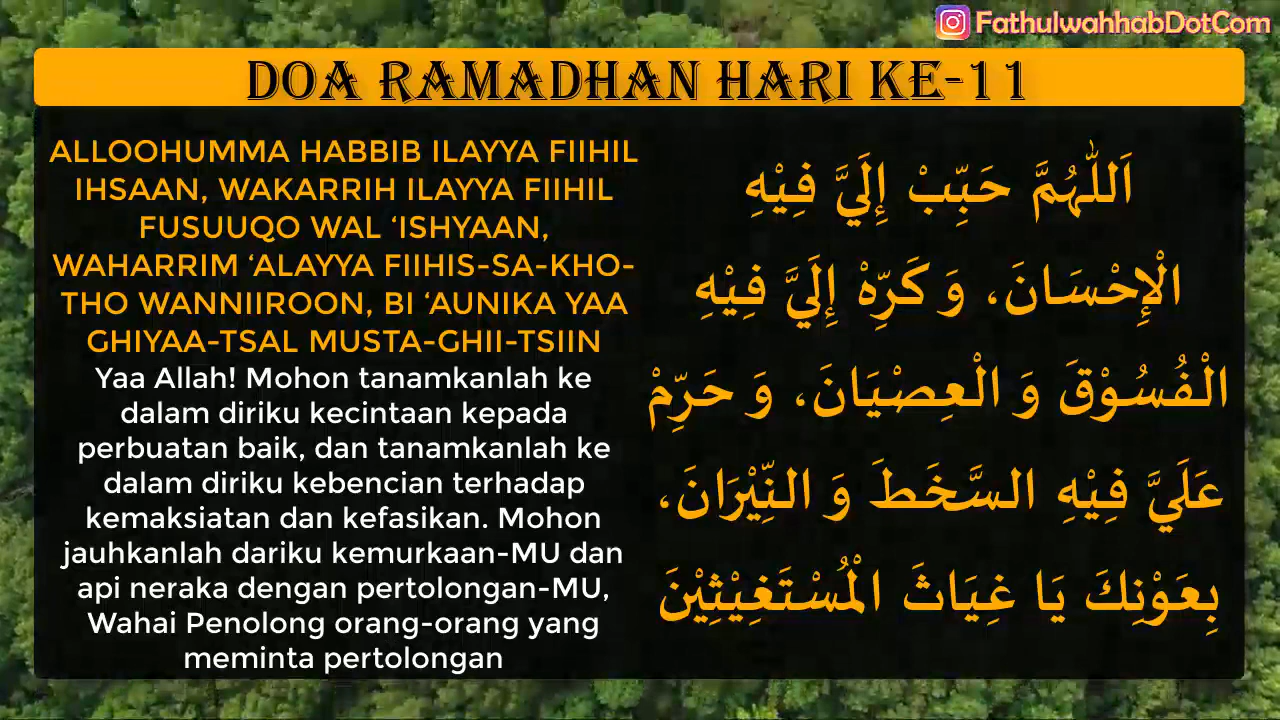 FathulwahhabDotCom
DOA RAMADHAN HARI KE-11
ALLOOHUMMA HABBIB ILAYYA FIIHIL
IHSAAN, WAKARRIH ILAYYA FIIHIL
FUSUUQO WAL ‘ISHYAAN,
WAHARRIM ‘ALAYYA FIIHIS-SA-KHO-
THO WANNIIROON, BI ‘AUNIKA YAA
GHIYAA-TSAL MUSTA-GHII-TSIIN
Yaa Allah! Mohon tanamkanlah ke
dalam diriku kecintaan kepada
perbuatan baik, dan tanamkanlah ke
dalam diriku kebencian terhadap
kemaksiatan dan kefasikan. Mohon
jauhkanlah dariku kemurkaan-MU dan
api neraka dengan pertolongan-MU,
Wahai Penolong orang-orang yang
meminta pertolongan
اَللّٰهُمَّ حَبِّبْ إِلَيَّ فِيْهِ
الْإِحْسَانَ، وَ كَرِّهْ إِلَيَّ فِيْهِ
الْفُسُوْقَ وَ الْعِصْيَانَ، وَ حَرِّمْ
عَلَيَّ فِيْهِ السَّخَطَ وَ النِّيْرَانَ،
بِعَوْنِكَ يَا غِيَاثَ الْمُسْتَغِيْثِيْنَ